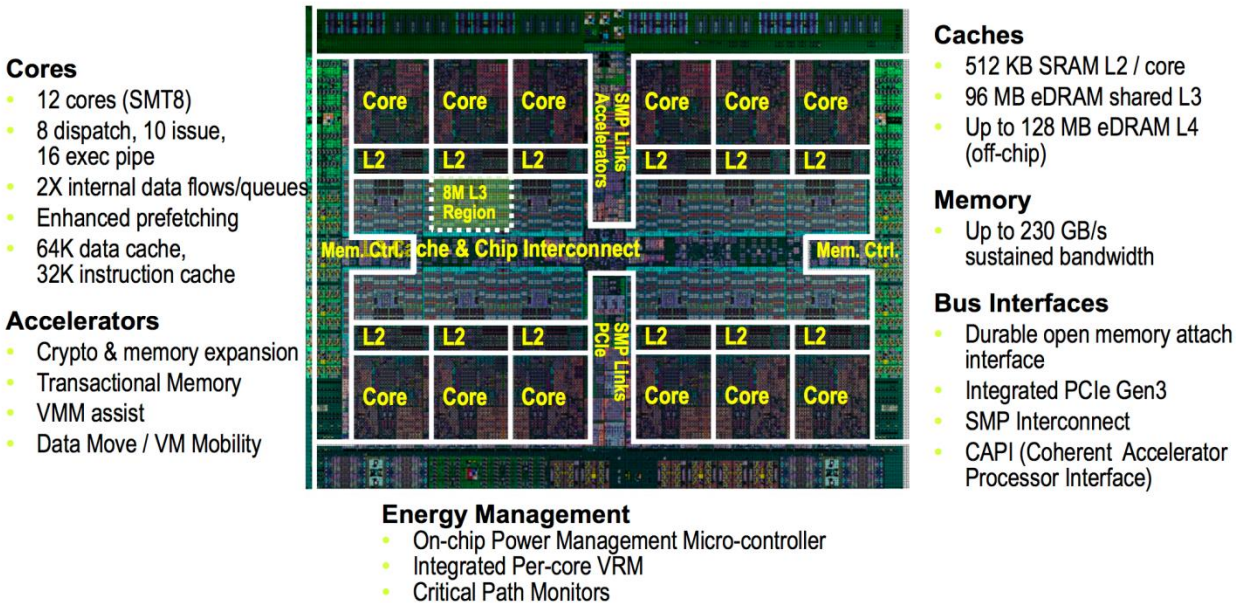 Cores
• 12 cores (SMT8)
• 8 dispatch, 10 issue,
16 exec pipe
• 2X internal data flows/queues
• Enhanced prefetching
• 64K data cache,
32K instruction cache
Accelerators
• Crypto & memory expansion
• Transactional Memory
• VMM assist
• Data Move / VM Mobility
Core Core Core
SMP Links
Accelerators
Core Core Core
L2 L2 L2 L2 L2 L2
8M L3
Region
Mem. Ctrl.
Cache & Chip Interconnect
Mem. Ctrl.
L2 L2 L2
SMP Links
PCIe
L2 L2 L2
Core Core Core Core Core Core
Caches
• 512 KB SRAM L2 / core
• 96 MB eDRAM shared L3
• Up to 128 MB eDRAM L4
(off-chip)
Memory
• Up to 230 GB/s
sustained bandwidth
Bus Interfaces
• Durable open memory attach
interface
• Integrated PCIe Gen3
• SMP Interconnect
• CAPI (Coherent Accelerator
Processor Interface)
Energy Management
• On-chip Power Management Micro-controller
• Integrated Per-core VRM
• Critical Path Monitors